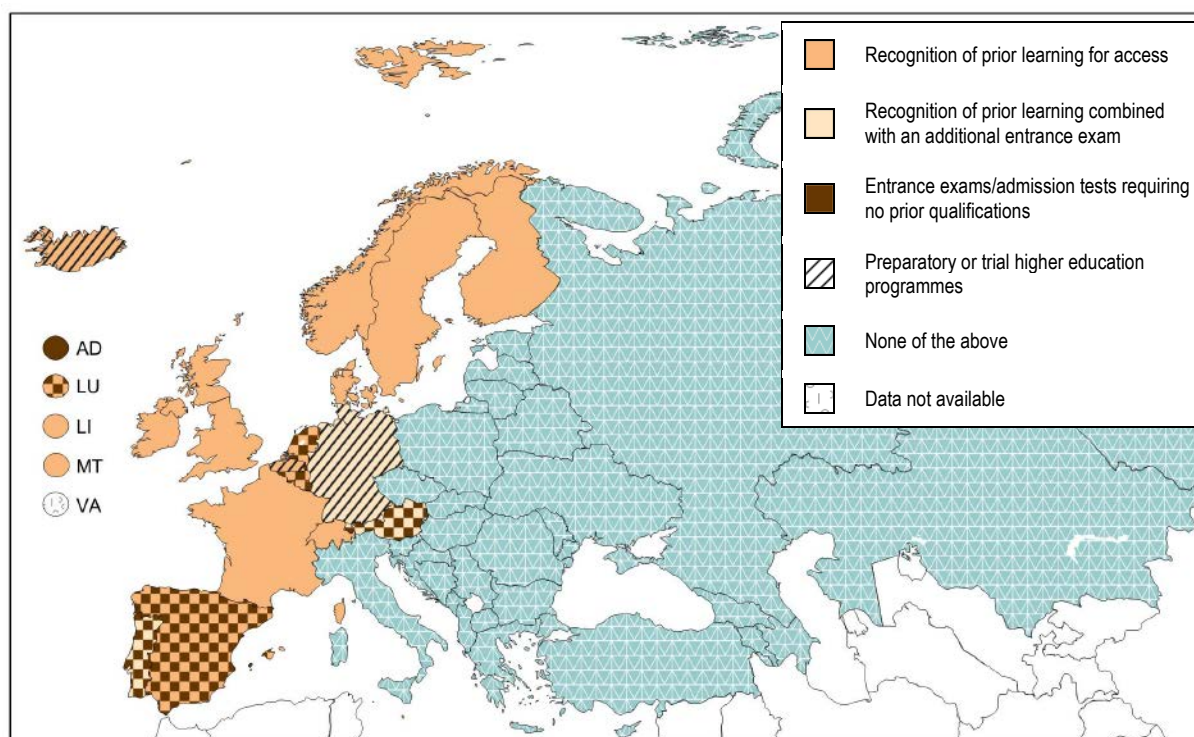 Recognition of prior learning for access
Recognition of prior learning combined
with an additional entrance exam
Entrance exams/admission tests requiring
no prior qualifications
Preparatory or trial higher education
programmes
None of the above
Data not available
AD
LU
LI
MT
VA